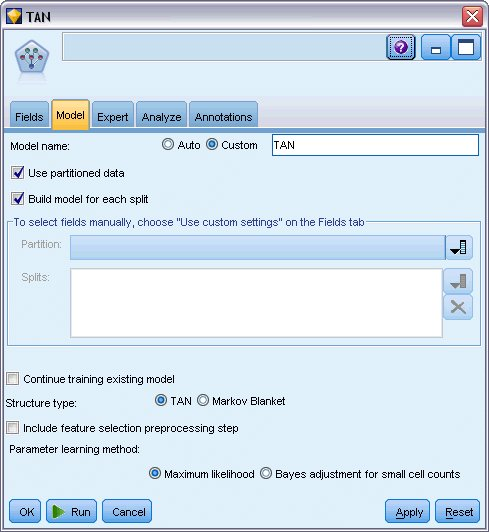 TAN
?
Fields Model Expert Analyze Annotations
Model name: Auto Custom TAN
Use partitioned data
Build model for each split
To select fields manually, choose "Use custom settings" on the Fields tab
Partition:
Splits:
Continue training existing model
Structure type: TAN Markov Blanket
Include feature selection preprocessing step
Parameter learning method:
Maximum likelihood Bayes adjustment for small cell counts
OK Run Cancel Apply Reset